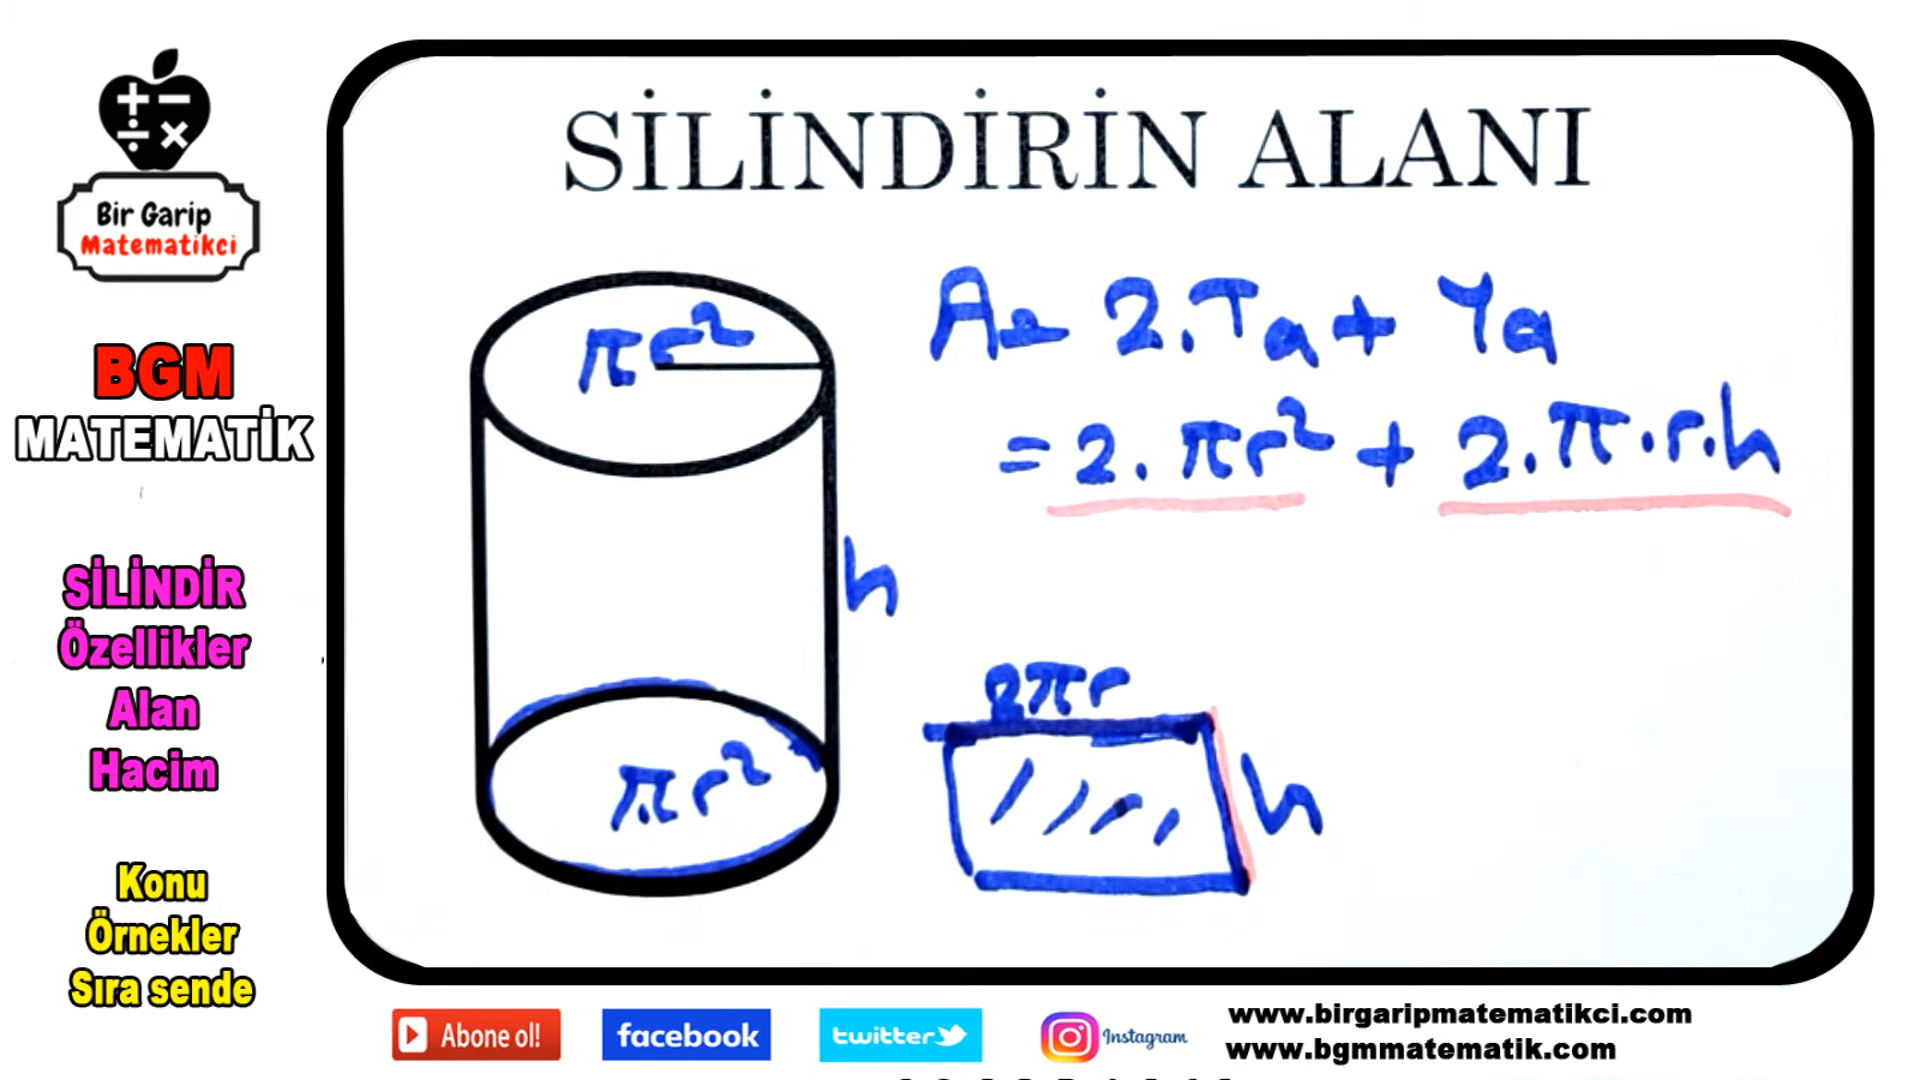 Bir Garip
Matematikci
BGM
MATEMATİK
SİLİNDİR
Özellikler
Alan
Hacim
Konu
Örnekler
Sıra sende
SİLİNDİRİN ALANI
πr²
h
πr²
A= 2.Ta + Ya
= 2.πr² + 2.π.r.h
2πr
h
Abone ol!
facebook
twitter
Instagram
www.birgaripmatematikci.com
www.bgmmatematik.com